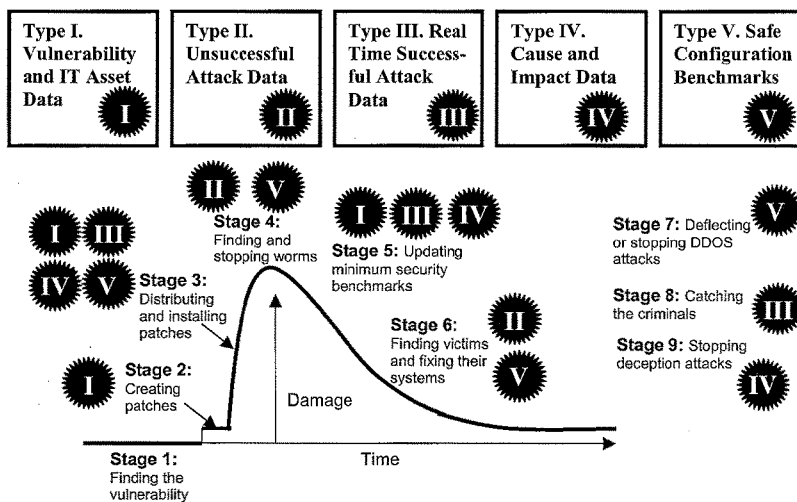 Type I.
Vulnerability
and IT Asset
Data
I
Type II.
Unsuccessful
Attack Data
II
Type III. Real
Time Success-
ful Attack
Data
III
Type IV.
Cause and
Impact Data
IV
Type V. Safe
Configuration
Benchmarks
V
I III
IV V
II V
Stage 4:
Finding and
stopping worms
I III IV
Stage 5: Updating
minimum security
benchmarks
Stage 3:
Distributing
and installing
patches
I
Stage 2:
Creating
patches
Stage 1:
Finding the
vulnerability
Damage
Time
Stage 6:
Finding victims
and fixing their
systems
II
V
Stage 7: Deflecting
or stopping DDOS
attacks
V
Stage 8: Catching
the criminals
III
Stage 9: Stopping
deception attacks
IV